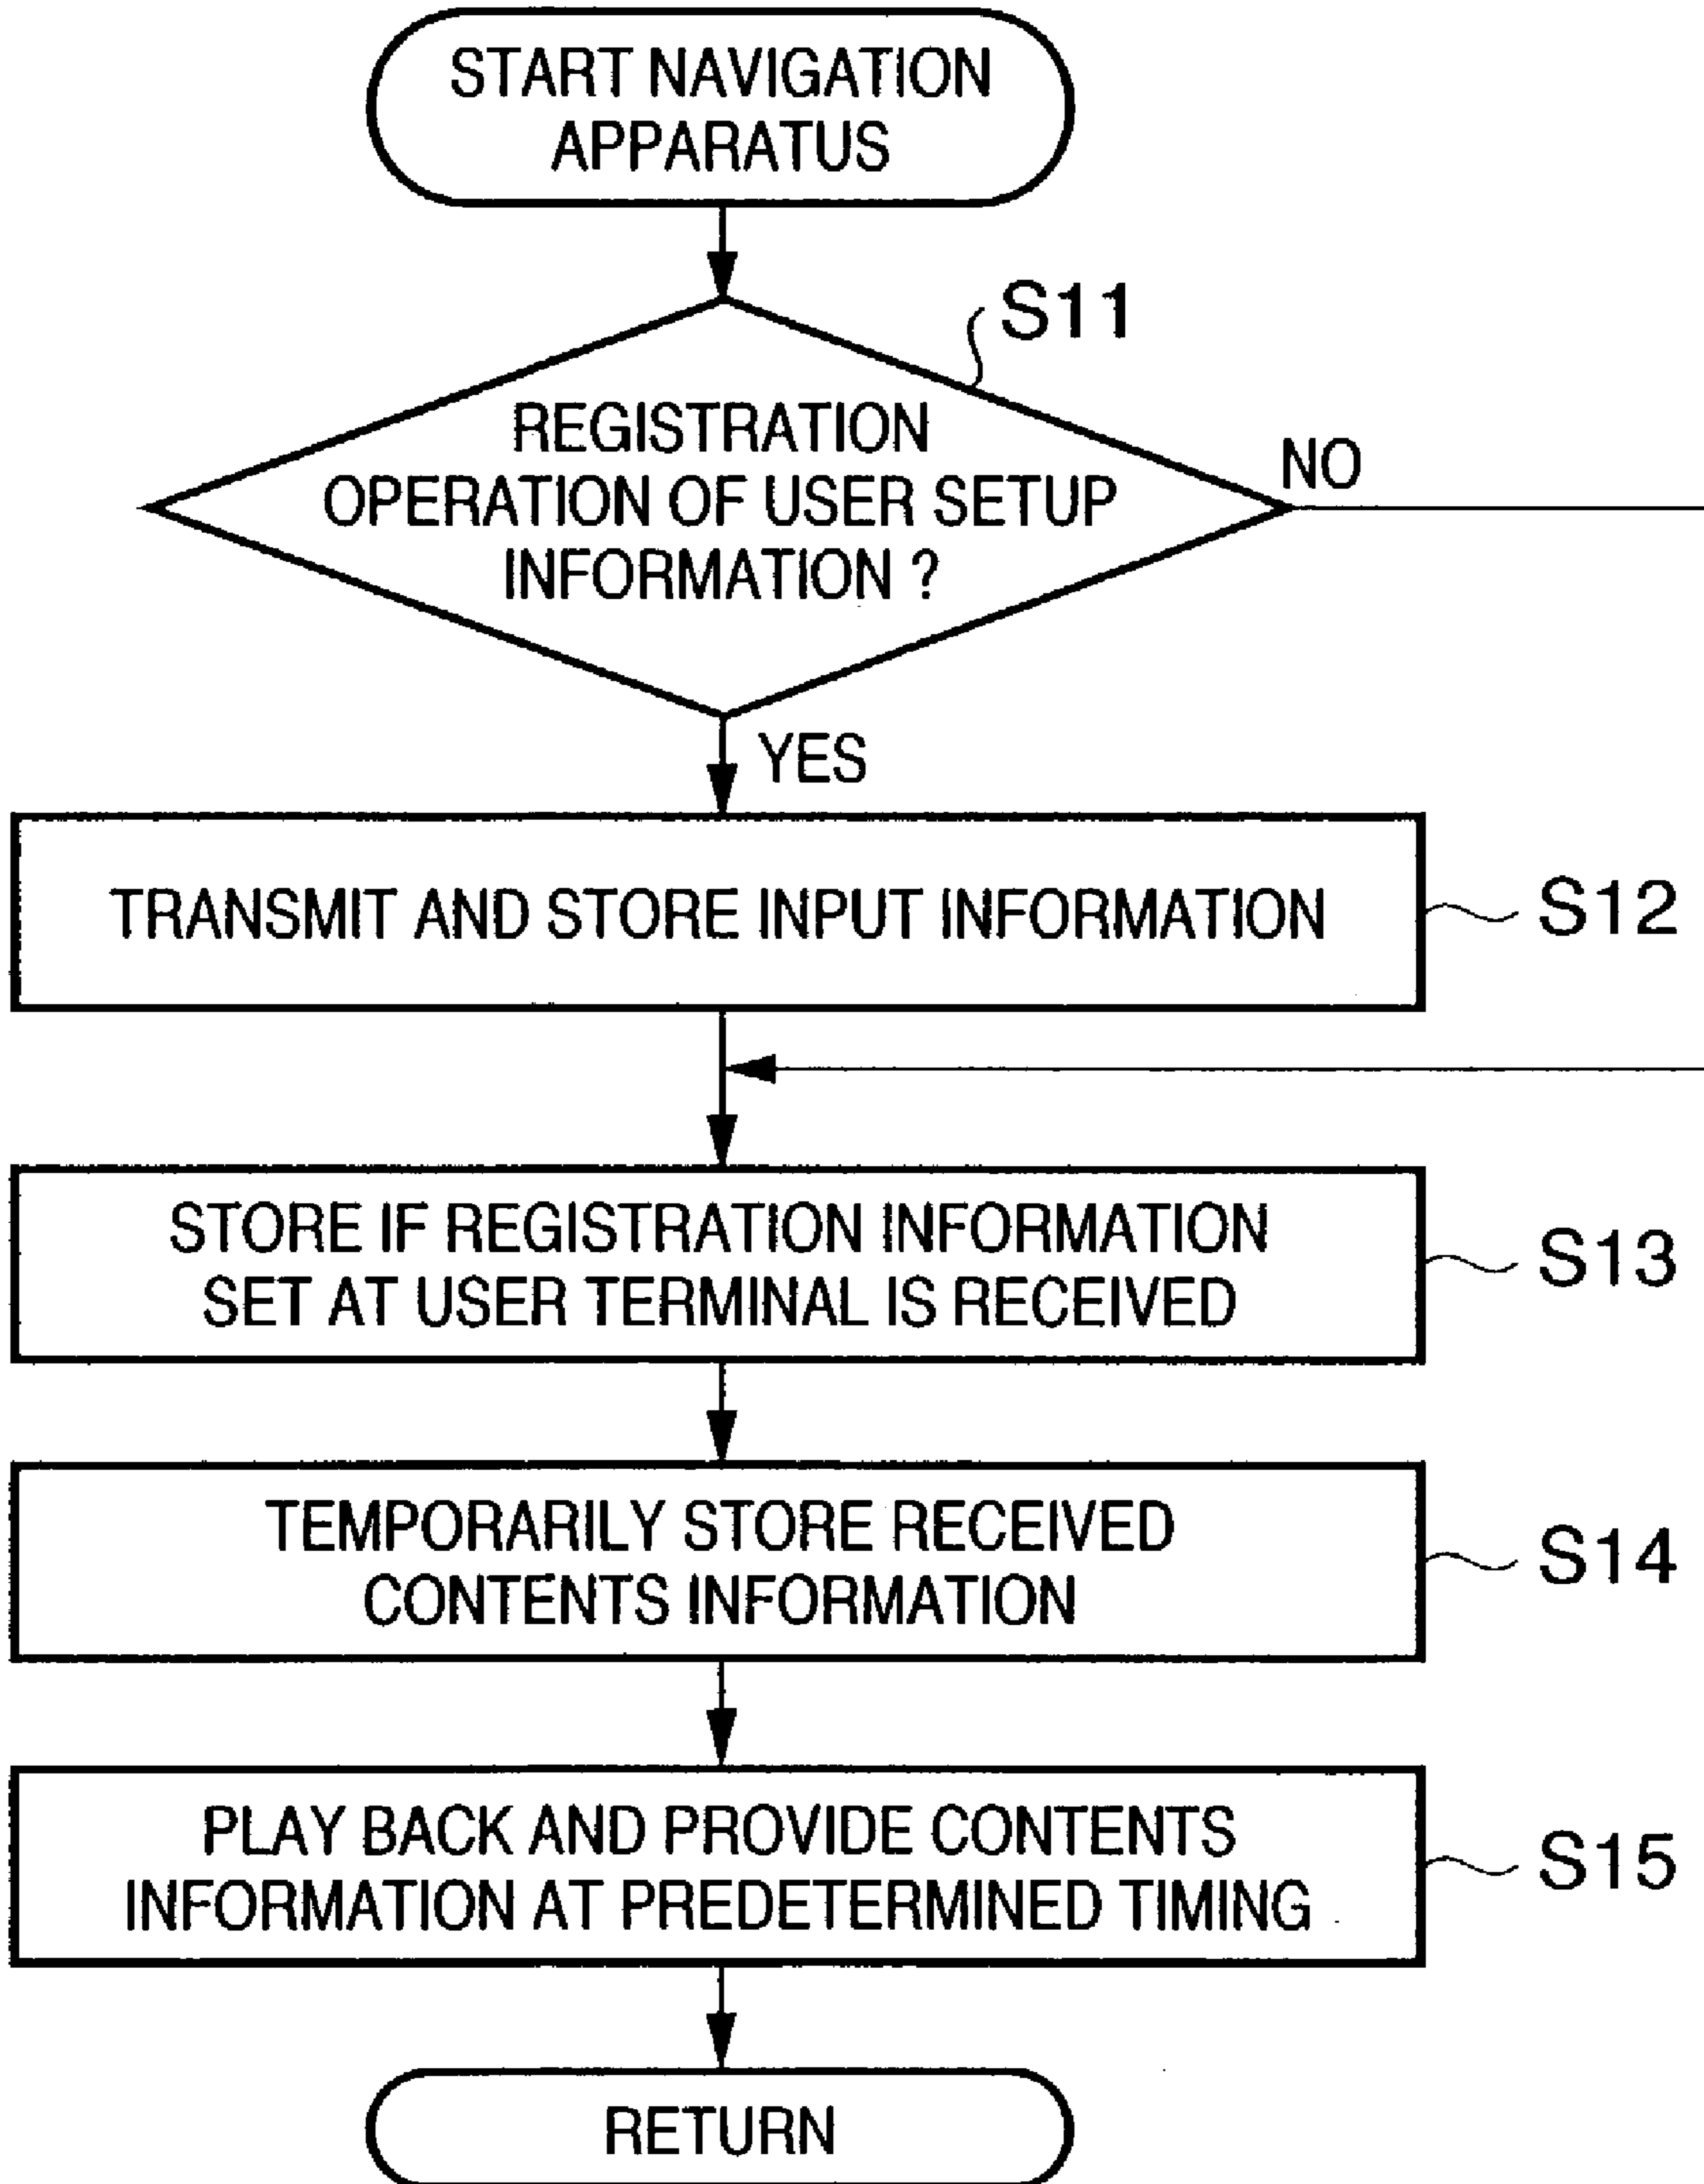 START NAVIGATION
APPARATUS
S11
REGISTRATION
OPERATION OF USER SETUP
INFORMATION ?
NO
YES
TRANSMIT AND STORE INPUT INFORMATION
S12
STORE IF REGISTRATION INFORMATION
SET AT USER TERMINAL IS RECEIVED
S13
TEMPORARILY STORE RECEIVED
CONTENTS INFORMATION
S14
PLAY BACK AND PROVIDE CONTENTS
INFORMATION AT PREDETERMINED TIMING
S15
RETURN